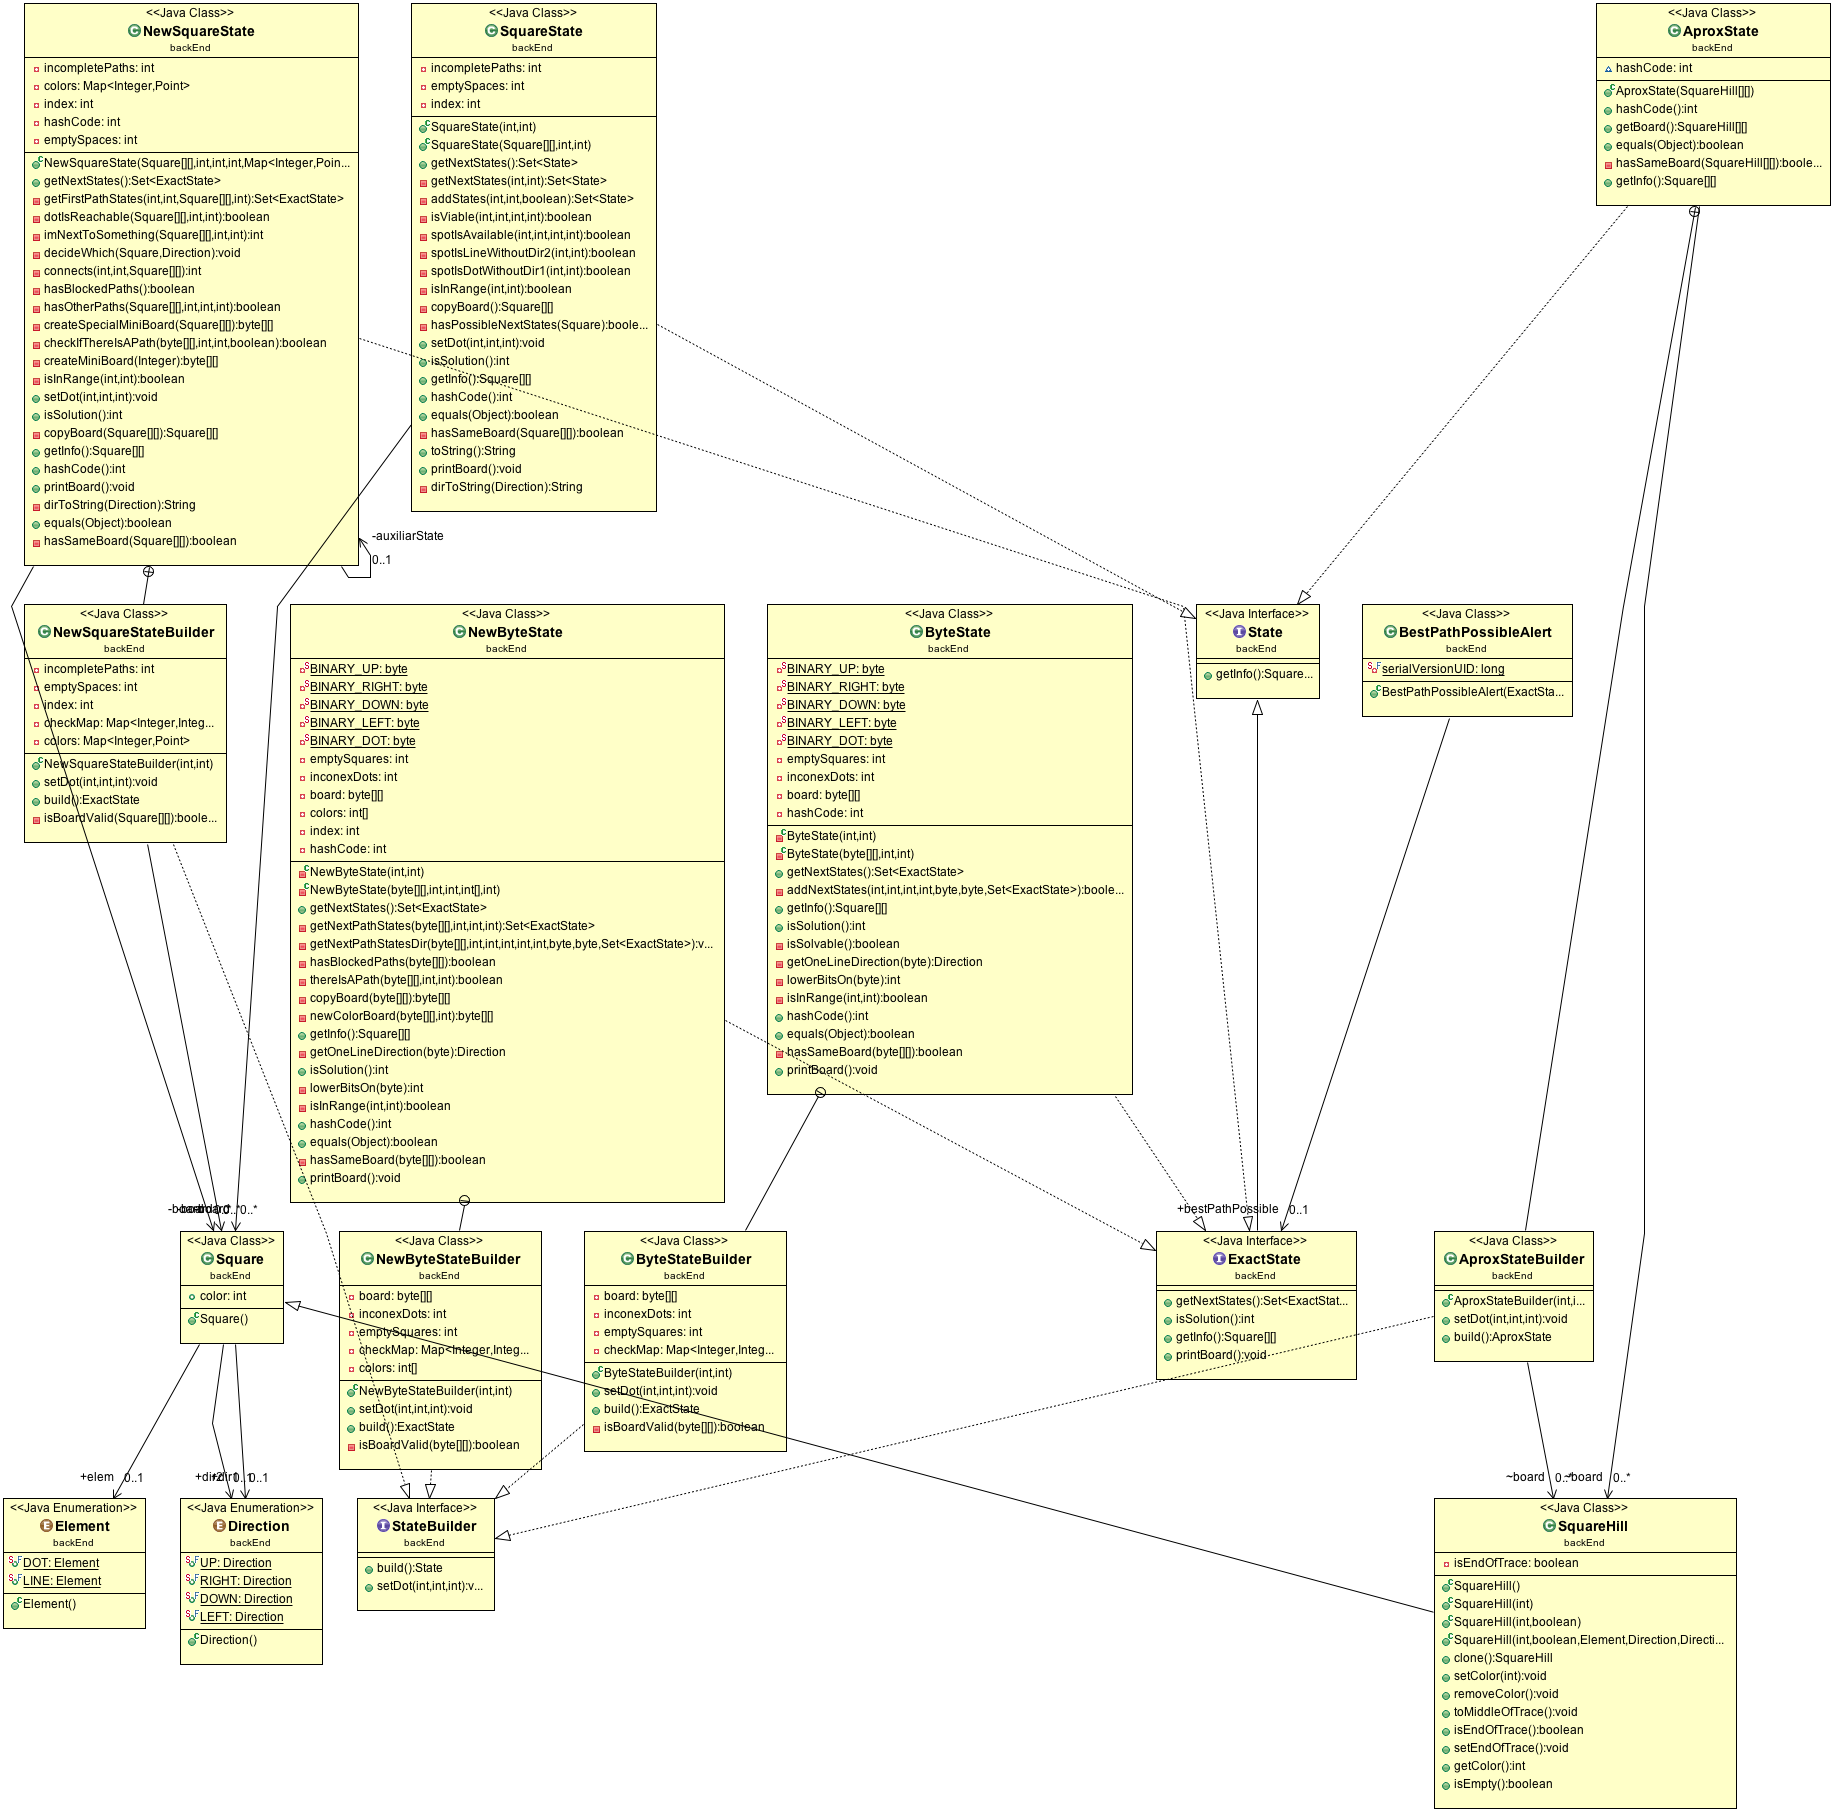 <<Java Class>>
NewSquareState
backEnd
incompletePaths: int
colors: Map<Integer,Point>
index: int
hashCode: int
emptySpaces: int
NewSquareState(Square[][],int,int,int,Map<Integer,Poin...
getNextStates():Set<ExactState>
getFirstPathStates(int,int,Square[][],int):Set<ExactState>
dotIsReachable(Square[][],int,int):boolean
imNextToSomething(Square[][],int,int):int
decideWhich(Square,Direction):void
connects(int,int,Square[][]):int
hasBlockedPaths():boolean
hasOtherPaths(Square[][],int,int,int):boolean
createSpecialMiniBoard(Square[][]):byte[][]
checkIfThereIsAPath(byte[][],int,int,boolean):boolean
createMiniBoard(Integer):byte[][]
isInRange(int,int):boolean
setDot(int,int,int):void
isSolution():int
copyBoard(Square[][]):Square[][]
getInfo():Square[][]
hashCode():int
printBoard():void
dirToString(Direction):String
equals(Object):boolean
hasSameBoard(Square[][]):boolean
<<Java Class>>
SquareState
backEnd
incompletePaths: int
emptySpaces: int
index: int
SquareState(int,int)
SquareState(Square[][],int,int)
getNextStates():Set<State>
getNextStates(int,int):Set<State>
addStates(int,int,boolean):Set<State>
isViable(int,int,int,int):boolean
spotIsAvailable(int,int,int,int):boolean
spotIsLineWithoutDir2(int,int):boolean
spotIsDotWithoutDir1(int,int):boolean
isInRange(int,int):boolean
copyBoard():Square[][]
hasPossibleNextStates(Square):boole...
setDot(int,int,int):void
isSolution():int
getInfo():Square[][]
hashCode():int
equals(Object):boolean
hasSameBoard(Square[][]):boolean
toString():String
printBoard():void
dirToString(Direction):String
<<Java Class>>
AproxState
backEnd
hashCode: int
AproxState(SquareHill[][])
hashCode():int
getBoard():SquareHill[][]
equals(Object):boolean
hasSameBoard(SquareHill[][]):boole...
getInfo():Square[][]
-auxiliarState
0..1
<<Java Class>>
NewSquareStateBuilder
backEnd
incompletePaths: int
emptySpaces: int
index: int
checkMap: Map<Integer,Integ...
colors: Map<Integer,Point>
NewSquareStateBuilder(int,int)
setDot(int,int,int):void
build():ExactState
isBoardValid(Square[][]):boole...
<<Java Class>>
NewByteState
backEnd
BINARY_UP: byte
BINARY_RIGHT: byte
BINARY_DOWN: byte
BINARY_LEFT: byte
BINARY_DOT: byte
emptySquares: int
inconexDots: int
board: byte[][]
colors: int[]
index: int
hashCode: int
NewByteState(int,int)
NewByteState(byte[][],int,int,int[],int)
getNextStates():Set<ExactState>
getNextPathStates(byte[][],int,int,int):Set<ExactState>
getNextPathStatesDir(byte[][],int,int,int,int,int,byte,byte,Set<ExactState>):v...
hasBlockedPaths(byte[][]):boolean
thereIsAPath(byte[][],int,int):boolean
copyBoard(byte[][]):byte[][]
newColorBoard(byte[][],int):byte[][]
getInfo():Square[][]
getOneLineDirection(byte):Direction
isSolution():int
lowerBitsOn(byte):int
isInRange(int,int):boolean
hashCode():int
equals(Object):boolean
hasSameBoard(byte[][]):boolean
printBoard():void
<<Java Class>>
ByteState
backEnd
BINARY_UP: byte
BINARY_RIGHT: byte
BINARY_DOWN: byte
BINARY_LEFT: byte
BINARY_DOT: byte
emptySquares: int
inconexDots: int
board: byte[][]
hashCode: int
ByteState(int,int)
ByteState(byte[][],int,int)
getNextStates():Set<ExactState>
addNextStates(int,int,int,int,byte,byte,Set<ExactState>):boole...
getInfo():Square[][]
isSolution():int
isSolvable():boolean
getOneLineDirection(byte):Direction
lowerBitsOn(byte):int
isInRange(int,int):boolean
hashCode():int
equals(Object):boolean
hasSameBoard(byte[][]):boolean
printBoard():void
<<Java Interface>>
State
backEnd
getInfo():Square...
<<Java Class>>
BestPathPossibleAlert
backEnd
serialVersionUID: long
BestPathPossibleAlert(ExactSta...
+bestPathPossible
0..1
0..*
<<Java Class>>
Square
backEnd
color: int
Square()
<<Java Class>>
NewByteStateBuilder
backEnd
board: byte[][]
inconexDots: int
emptySquares: int
checkMap: Map<Integer,Integ...
colors: int[]
NewByteStateBuilder(int,int)
setDot(int,int,int):void
build():ExactState
isBoardValid(byte[][]):boolean
<<Java Class>>
ByteStateBuilder
backEnd
board: byte[][]
inconexDots: int
emptySquares: int
checkMap: Map<Integer,Integ...
ByteStateBuilder(int,int)
setDot(int,int,int):void
build():ExactState
isBoardValid(byte[][]):boolean
<<Java Interface>>
ExactState
backEnd
getNextStates():Set<ExactStat...
isSolution():int
getInfo():Square[][]
printBoard():void
<<Java Class>>
AproxStateBuilder
backEnd
AproxStateBuilder(int,i...
setDot(int,int,int):void
build():AproxState
+elem
0..1
+dir2
+dir1
0..1
0..1
~board
0..*
~board
0..*
<<Java Enumeration>>
Element
backEnd
DOT: Element
LINE: Element
Element()
<<Java Enumeration>>
Direction
backEnd
UP: Direction
RIGHT: Direction
DOWN: Direction
LEFT: Direction
Direction()
<<Java Interface>>
StateBuilder
backEnd
build():State
setDot(int,int,int):v...
<<Java Class>>
SquareHill
backEnd
isEndOfTrace: boolean
SquareHill()
SquareHill(int)
SquareHill(int,boolean)
SquareHill(int,boolean,Element,Direction,Directi...
clone():SquareHill
setColor(int):void
removeColor():void
toMiddleOfTrace():void
isEndOfTrace():boolean
setEndOfTrace():void
getColor():int
isEmpty():boolean